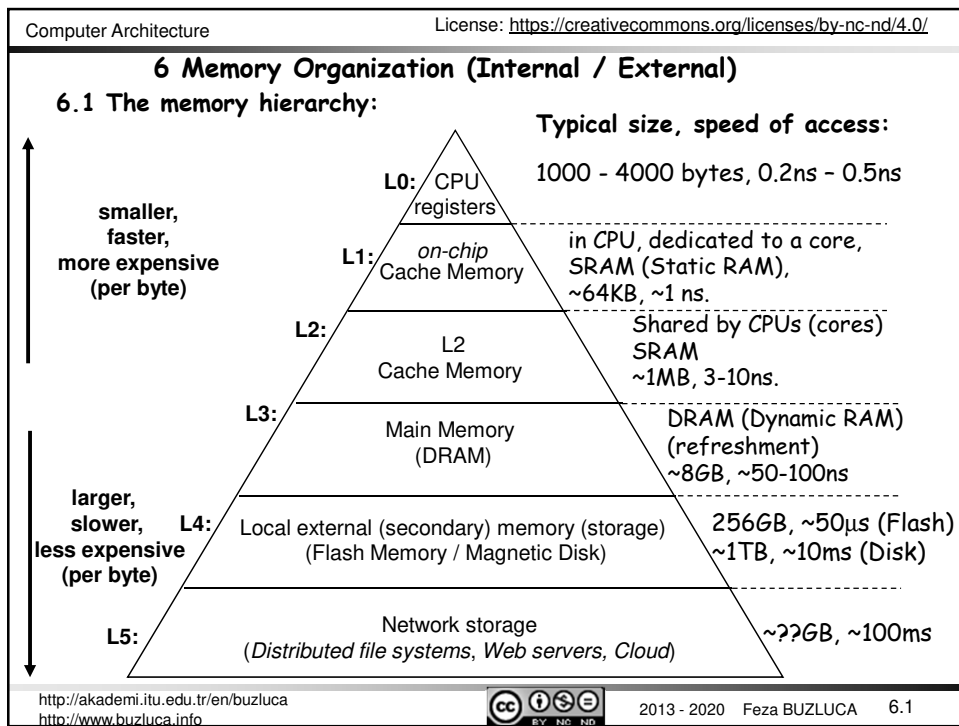 Computer Architecture
License: https://creativecommons.org/licenses/by-nc-nd/4.0/
6 Memory Organization (Internal / External)
6.1 The memory hierarchy:
Typical size, speed of access:
smaller,
faster,
more expensive
(per byte)
larger,
slower,
less expensive
(per byte)
L0:
CPU
registers
1000 - 4000 bytes, 0.2ns – 0.5ns
L1:
on-chip
Cache Memory
in CPU, dedicated to a core,
SRAM (Static RAM),
~64KB, ~1 ns.
L2:
L2
Cache Memory
Shared by CPUs (cores)
SRAM
~1MB, 3-10ns.
L3:
Main Memory
(DRAM)
DRAM (Dynamic RAM)
(refreshment)
~8GB, ~50-100ns
L4:
Local external (secondary) memory (storage)
(Flash Memory / Magnetic Disk)
256GB, ~50μs (Flash)
~1TB, ~10ms (Disk)
L5:
Network storage
(Distributed file systems, Web servers, Cloud)
~??GB, ~100ms
http://akademi.itu.edu.tr/en/buzluca
http://www.buzluca.info
cc
BY NC ND
2013 - 2020 Feza BUZLUCA
6.1